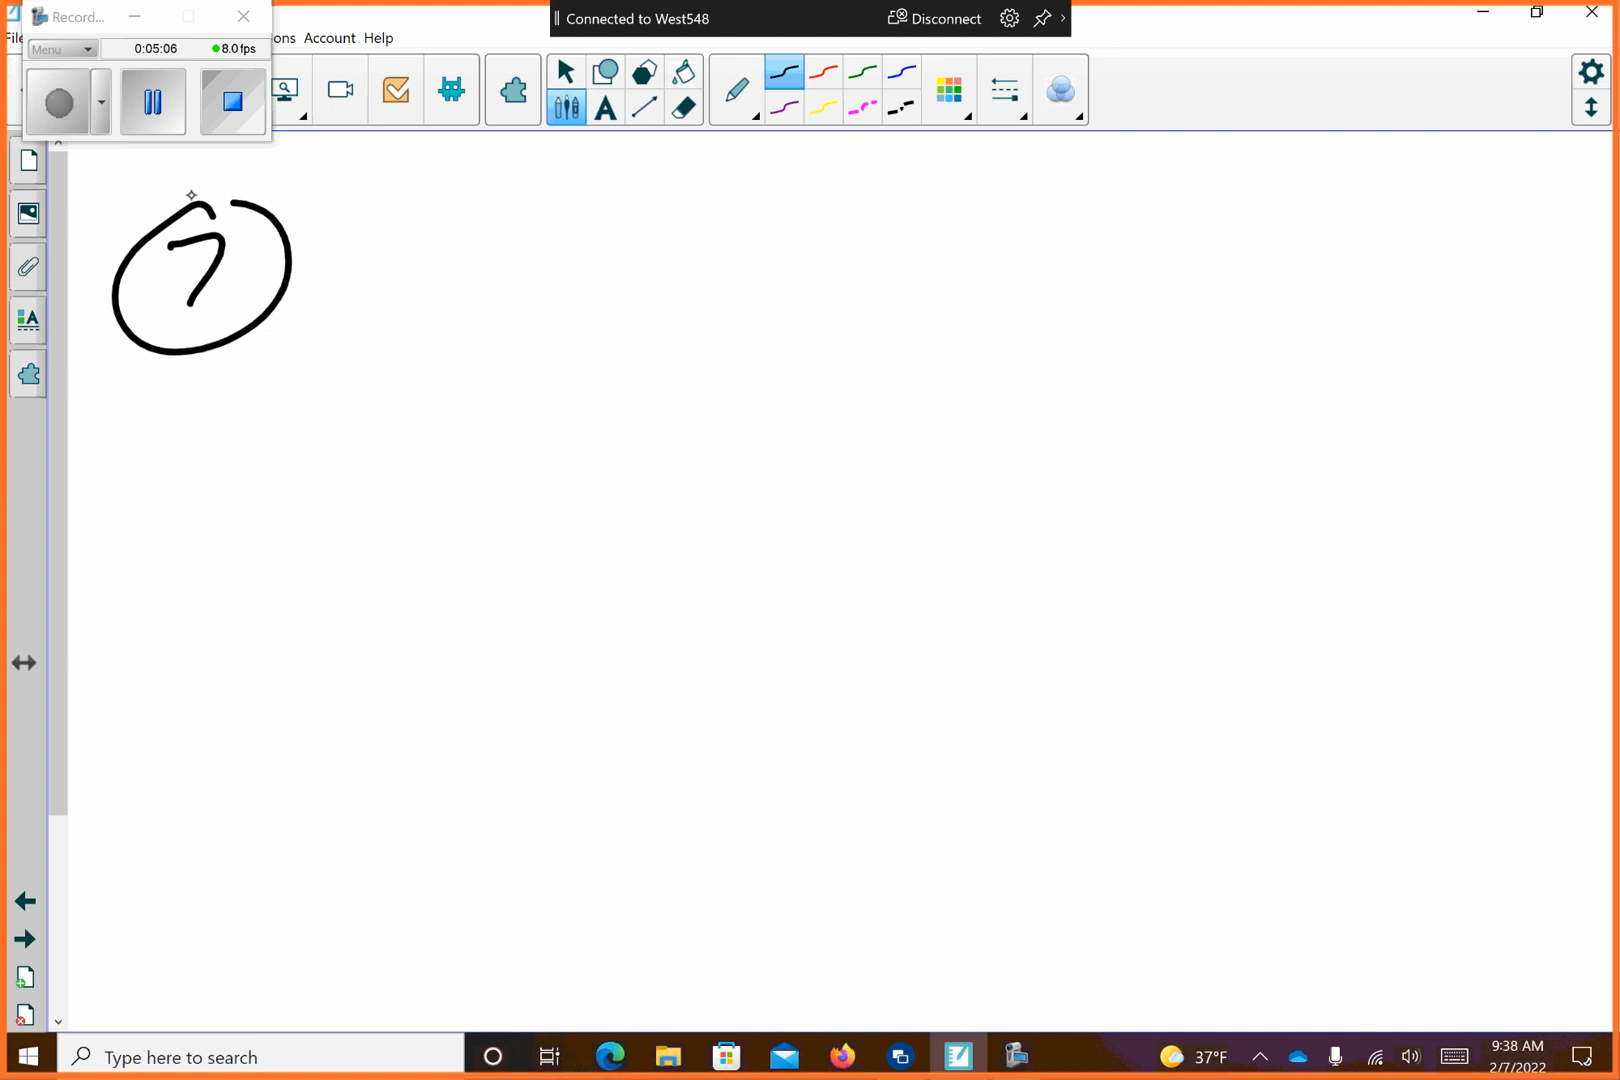 Record...
Connected to West548
Disconnect
File
ons Account Help
Menu
0:05:06
8.0 fps
A
A
7
Type here to search
37°F
9:38 AM
2/7/2022